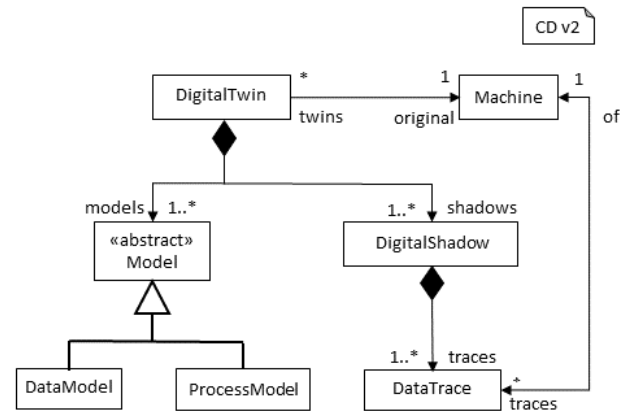 CD v2
DigitalTwin
*
1
Machine
1
twins
original
of
models
1..*
1..*
shadows
«abstract»
Model
DigitalShadow
1..*
traces
DataModel
ProcessModel
DataTrace
*
traces